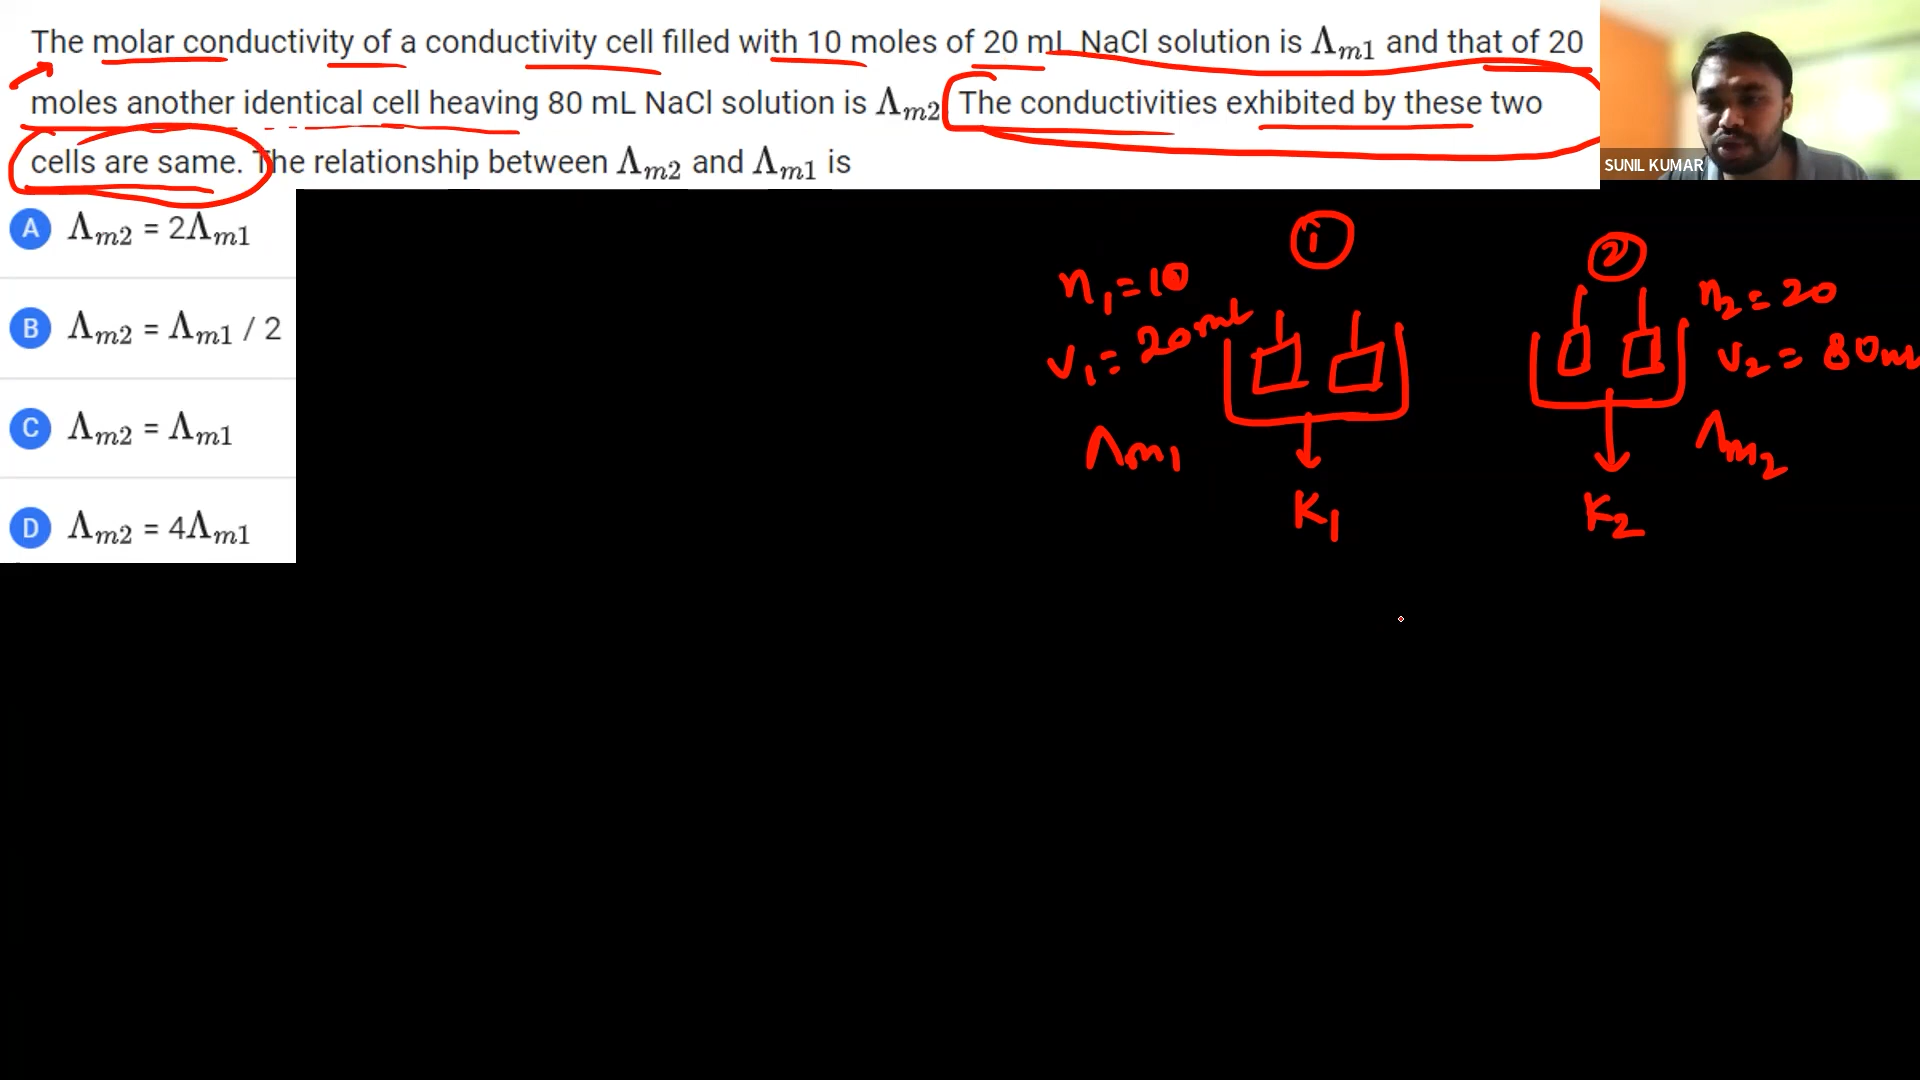 The molar conductivity of a conductivity cell filled with 10 moles of 20 mL NaCl solution is Λm1 and that of 20
moles another identical cell heaving 80 mL NaCl solution is Λm2 The conductivities exhibited by these two
cells are same. The relationship between Λm2 and Λm1 is
SUNIL KUMAR
A Λm2 = 2Λm1
B Λm2 = Λm1 / 2
C Λm2 = Λm1
D Λm2 = 4Λm1
1
n1 = 10
V1 = 20 mL
Λm1
K1
2
n2 = 20
V2 = 80 m
Λm2
K2